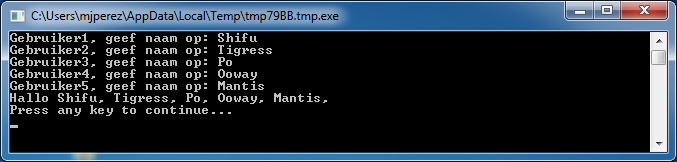 C:\Users\mjperez\AppData\Local\Temp\tmp79BB.tmp.exe
Gebruiker1, geef naam op: Shifu
Gebruiker2, geef naam op: Tigress
Gebruiker3, geef naam op: Po
Gebruiker4, geef naam op: Ooway
Gebruiker5, geef naam op: Mantis
Hallo Shifu, Tigress, Po, Ooway, Mantis,
Press any key to continue...